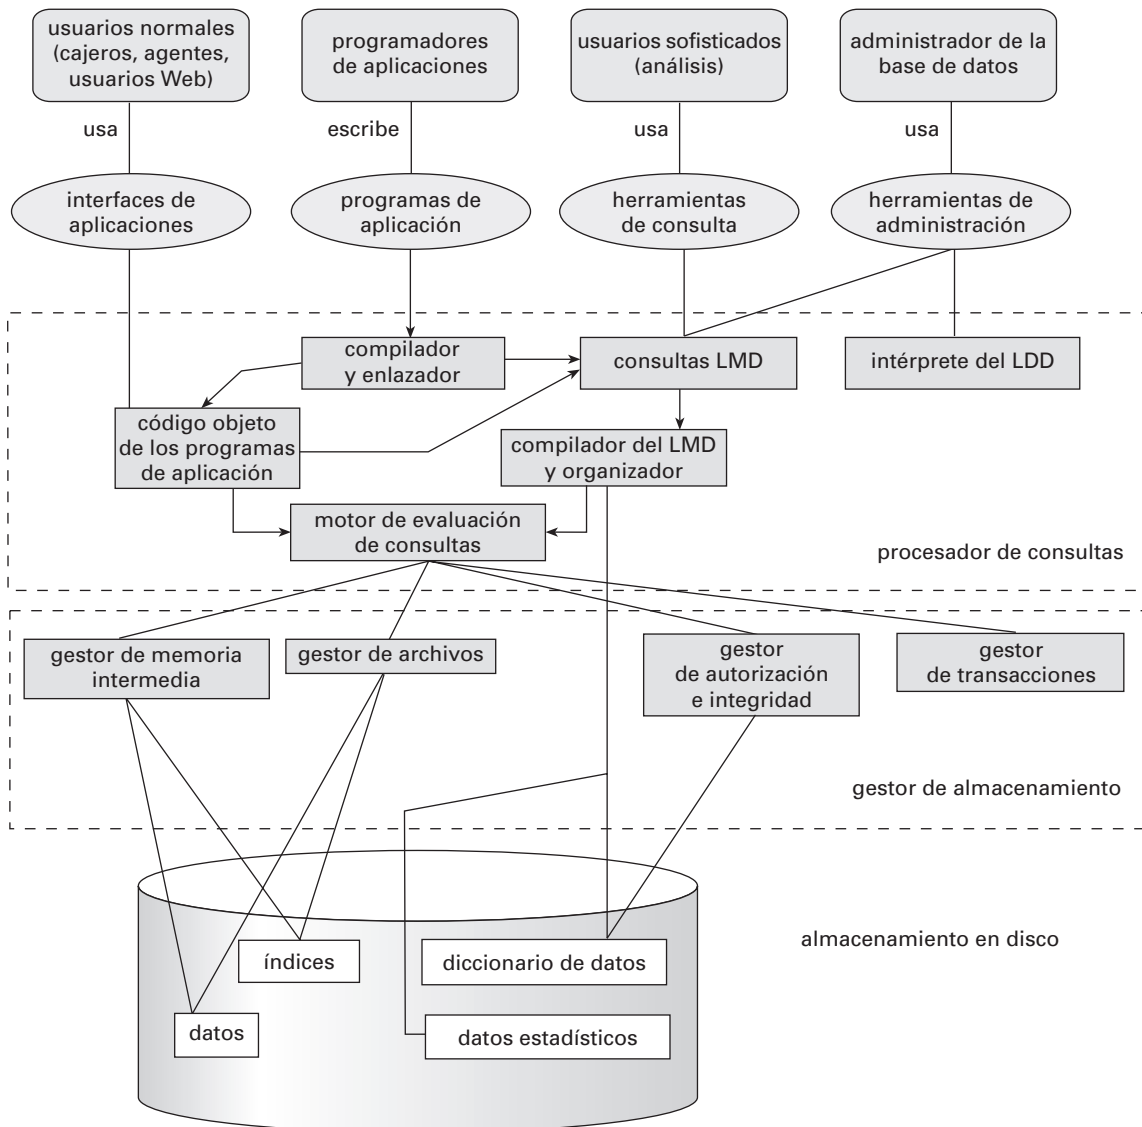 usuarios normales
(cajeros, agentes,
usuarios Web)
programadores
de aplicaciones
usuarios sofisticados
(análisis)
administrador de la
base de datos
usa
escribe
usa
usa
interfaces de
aplicaciones
programas de
aplicación
herramientas
de consulta
herramientas de
administración
compilador
y enlazador
consultas LMD
intérprete del LDD
código objeto
de los programas
de aplicación
compilador del LMD
y organizador
motor de evaluación
de consultas
procesador de consultas
gestor de memoria
intermedia
gestor de archivos
gestor
de autorización
e integridad
gestor
de transacciones
gestor de almacenamiento
almacenamiento en disco
índices
diccionario de datos
datos
datos estadísticos